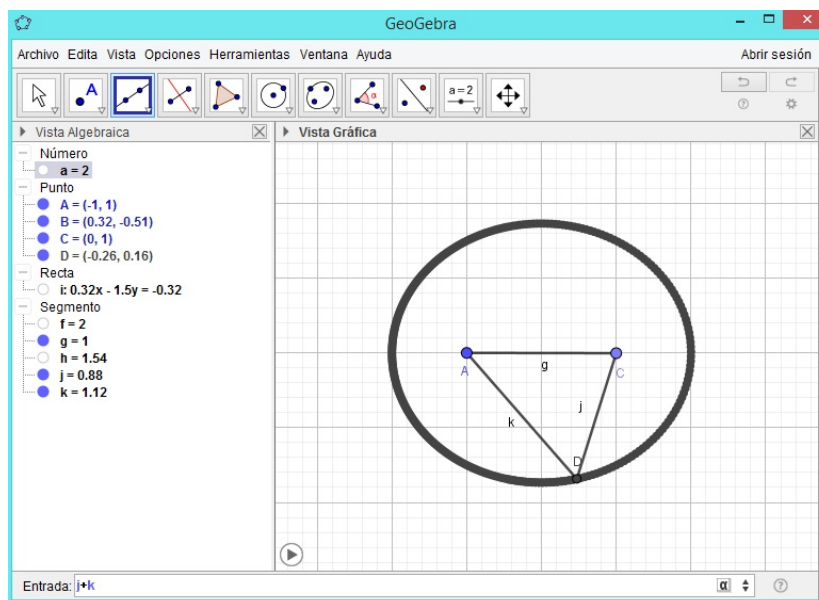 GeoGebra
Archivo Edita Vista Opciones Herramientas Ventana Ayuda Abrir sesión
A a=2
Vista Algebraica
Vista Gráfica
Número
a = 2
Punto
A = (-1, 1)
B = (0.32, -0.51)
C = (0, 1)
D = (-0.26, 0.16)
Recta
i: 0.32x - 1.5y = -0.32
Segmento
f = 2
g = 1
h = 1.54
j = 0.88
k = 1.12
A
g
C
k
j
D
Entrada: j+k α